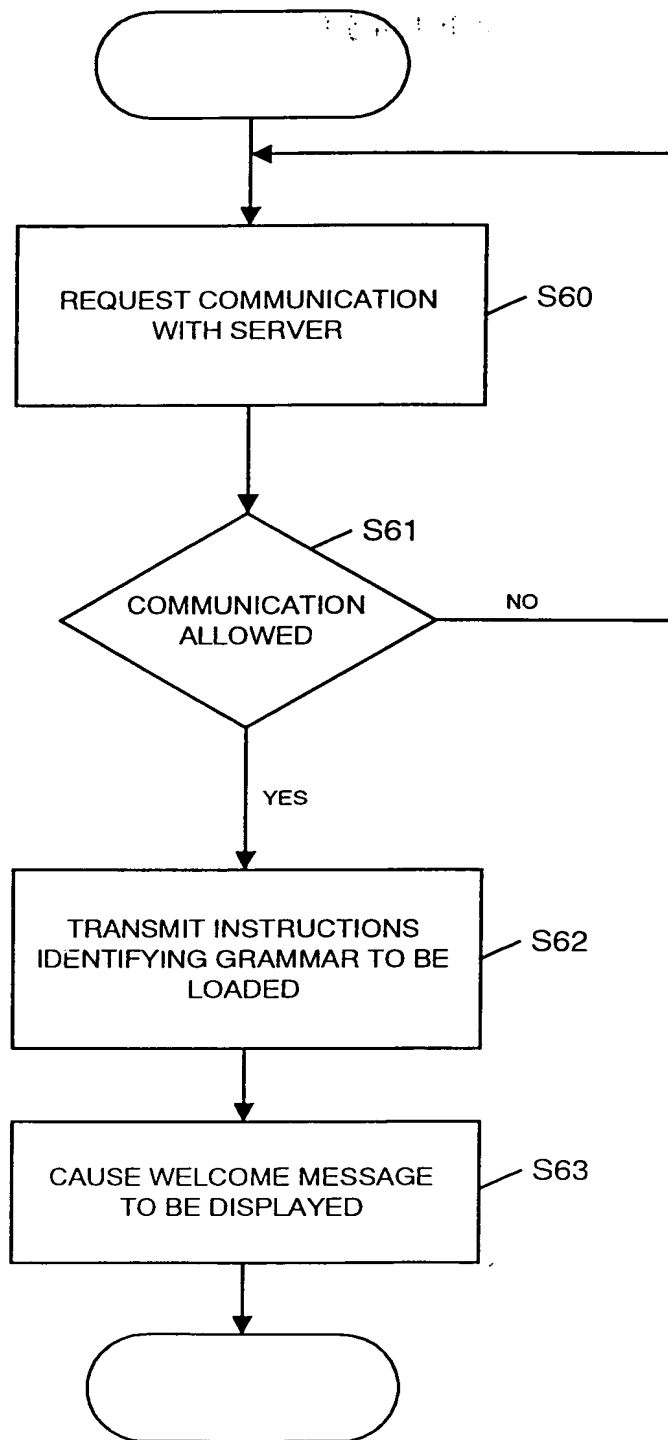 REQUEST COMMUNICATION
WITH SERVER
S60
S61
COMMUNICATION
ALLOWED
NO
YES
TRANSMIT INSTRUCTIONS
IDENTIFYING GRAMMAR TO BE
LOADED
S62
CAUSE WELCOME MESSAGE
TO BE DISPLAYED
S63